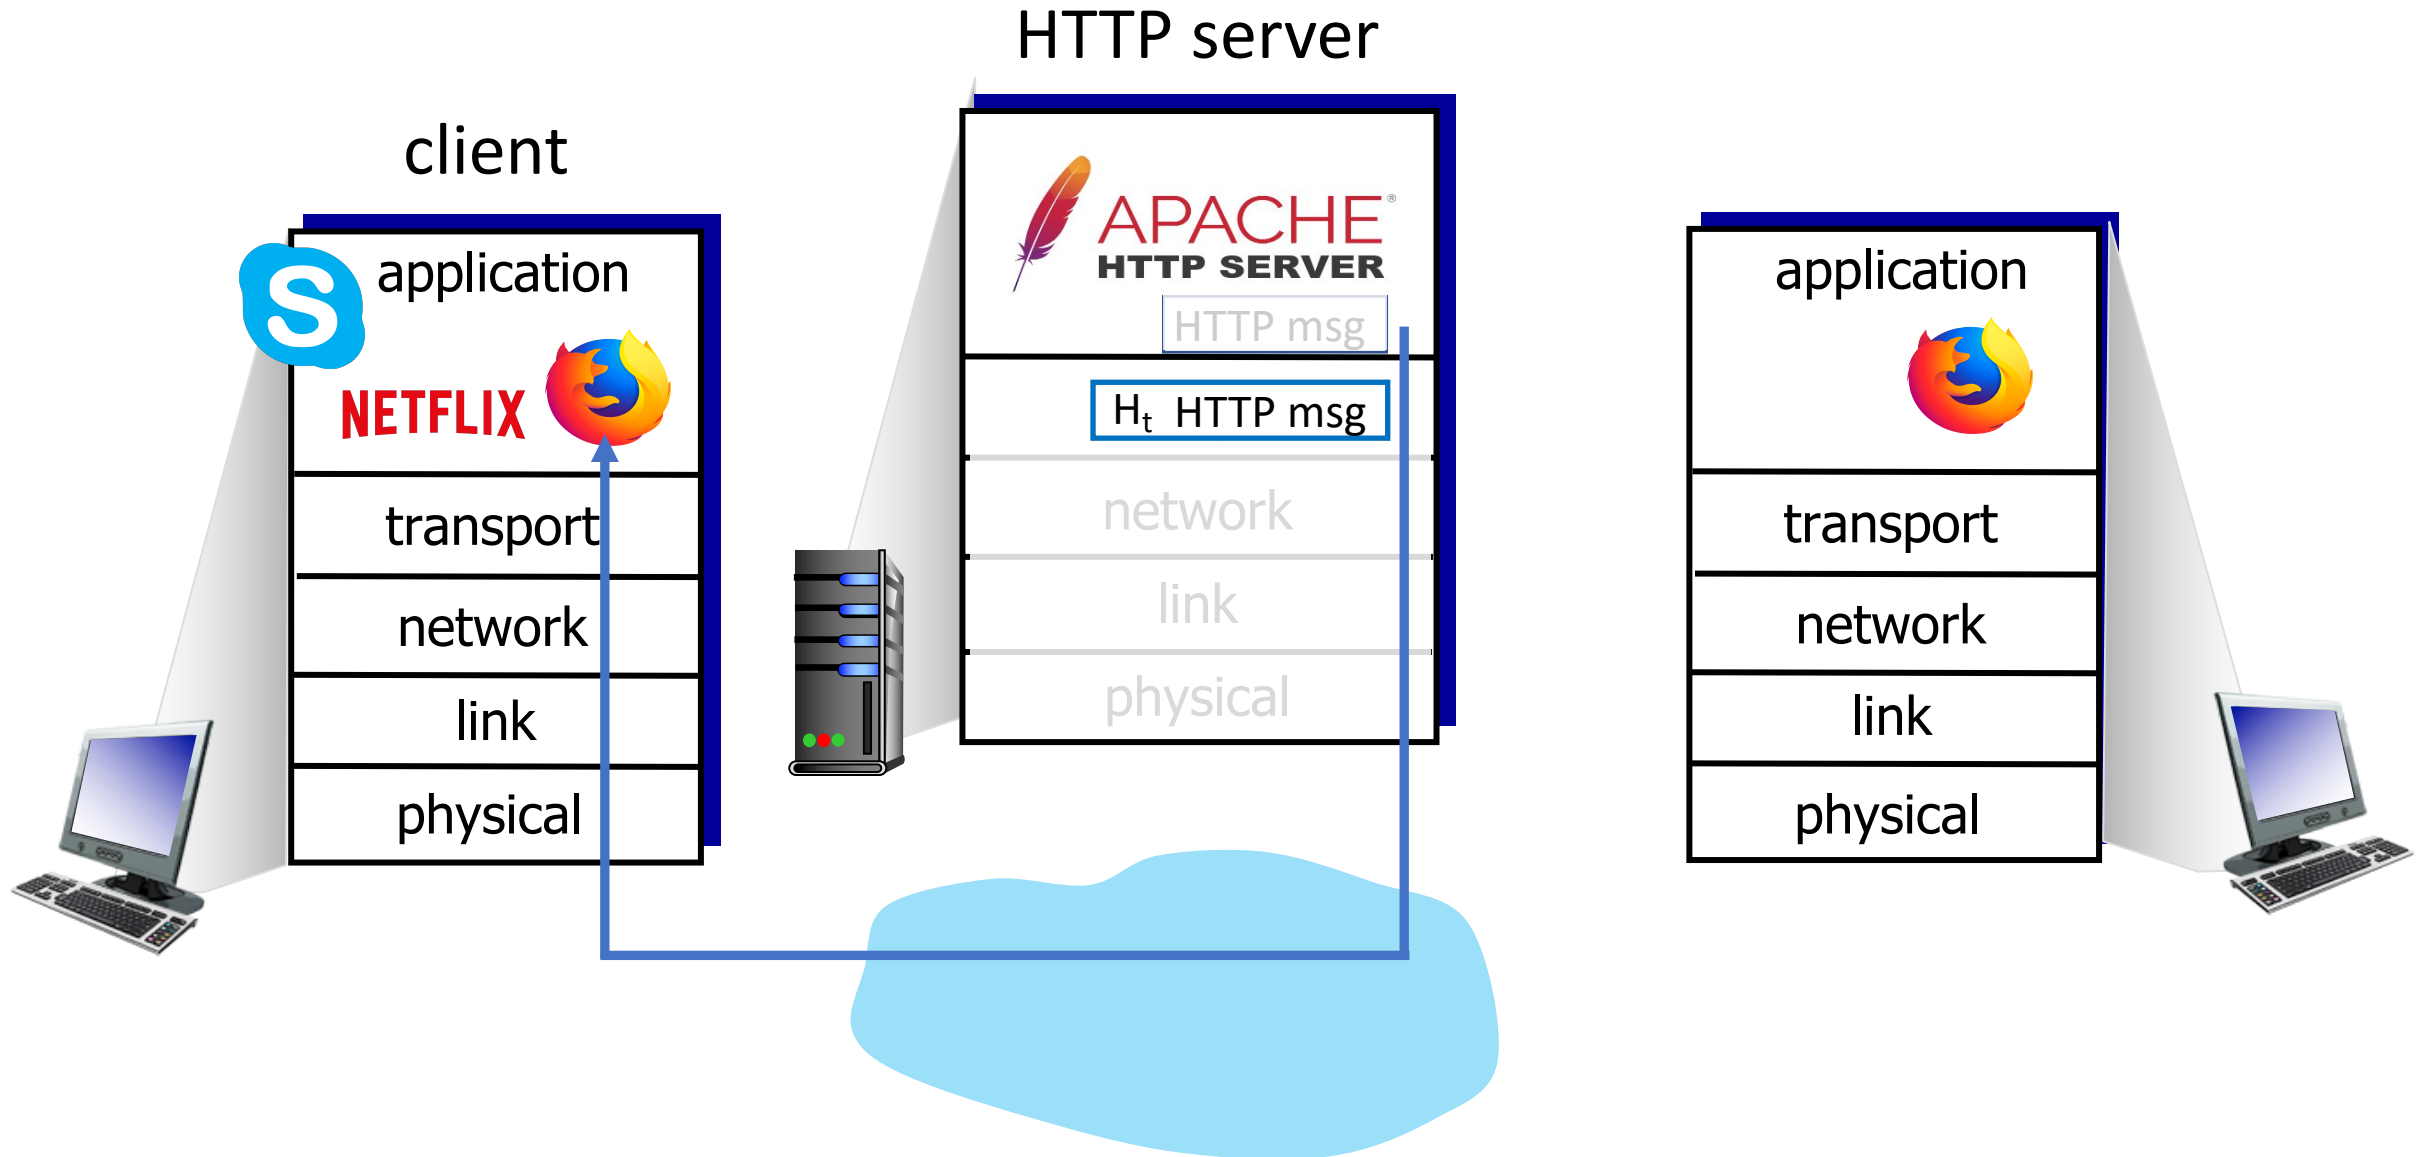 HTTP server
client
application
NETFLIX
transport
network
link
physical
APACHE®
HTTP SERVER
HTTP msg
Ht HTTP msg
network
link
physical
application
transport
network
link
physical